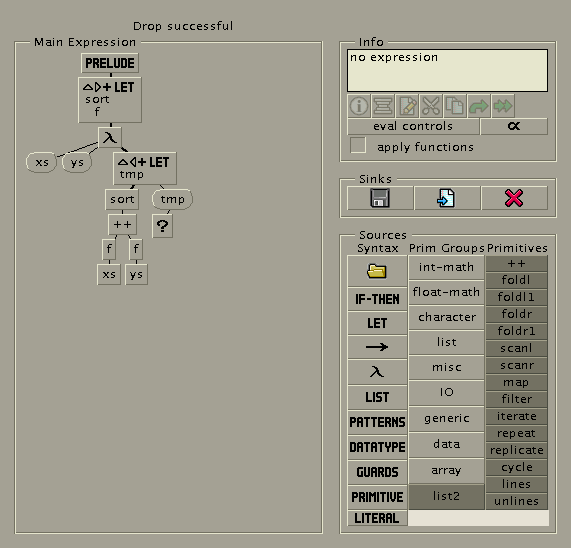 Drop successful
Main Expression
PRELUDE
LET
sort
f
λ
xs
ys
LET
tmp
sort
tmp
++
?
f
f
xs
ys
Info
no expression
eval controls
∝
apply functions
Sinks
Sources
Syntax
IF-THEN
LET
→
λ
LIST
PATTERNS
DATATYPE
GUARDS
PRIMITIVE
LITERAL
Prim Groups
int-math
float-math
character
list
misc
IO
generic
data
array
list2
Primitives
++
foldl
foldl1
foldr
foldr1
scanl
scanr
map
filter
iterate
repeat
replicate
cycle
lines
unlines